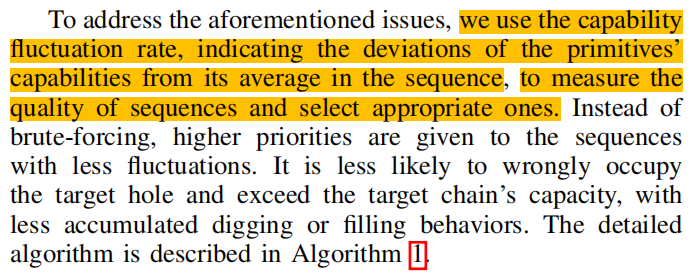 To address the aforementioned issues, we use the capability
fluctuation rate, indicating the deviations of the primitives’
capabilities from its average in the sequence, to measure the
quality of sequences and select appropriate ones. Instead of
brute-forcing, higher priorities are given to the sequences
with less fluctuations. It is less likely to wrongly occupy
the target hole and exceed the target chain’s capacity, with
less accumulated digging or filling behaviors. The detailed
algorithm is described in Algorithm 1.